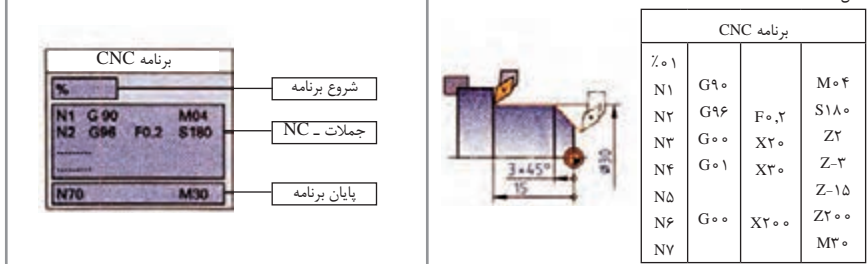 برنامه CNC
%
N1 G 90 M04
N2 G96 F0.2 S180
N70 M30
شروع برنامه
جملات ـ NC
پایان برنامه
3×45°
15
ø30
برنامه CNC
٪۰۱
N۱ G۹۰ M۰۴
N۲ G۹۶ F۰,۲ S۱۸۰
N۳ G۰۰ X۲۰ Z۲
N۴ G۰۱ X۳۰ Z-۳
N۵ Z-۱۵
N۶ G۰۰ X۲۰۰ Z۲۰۰
N۷ M۳۰